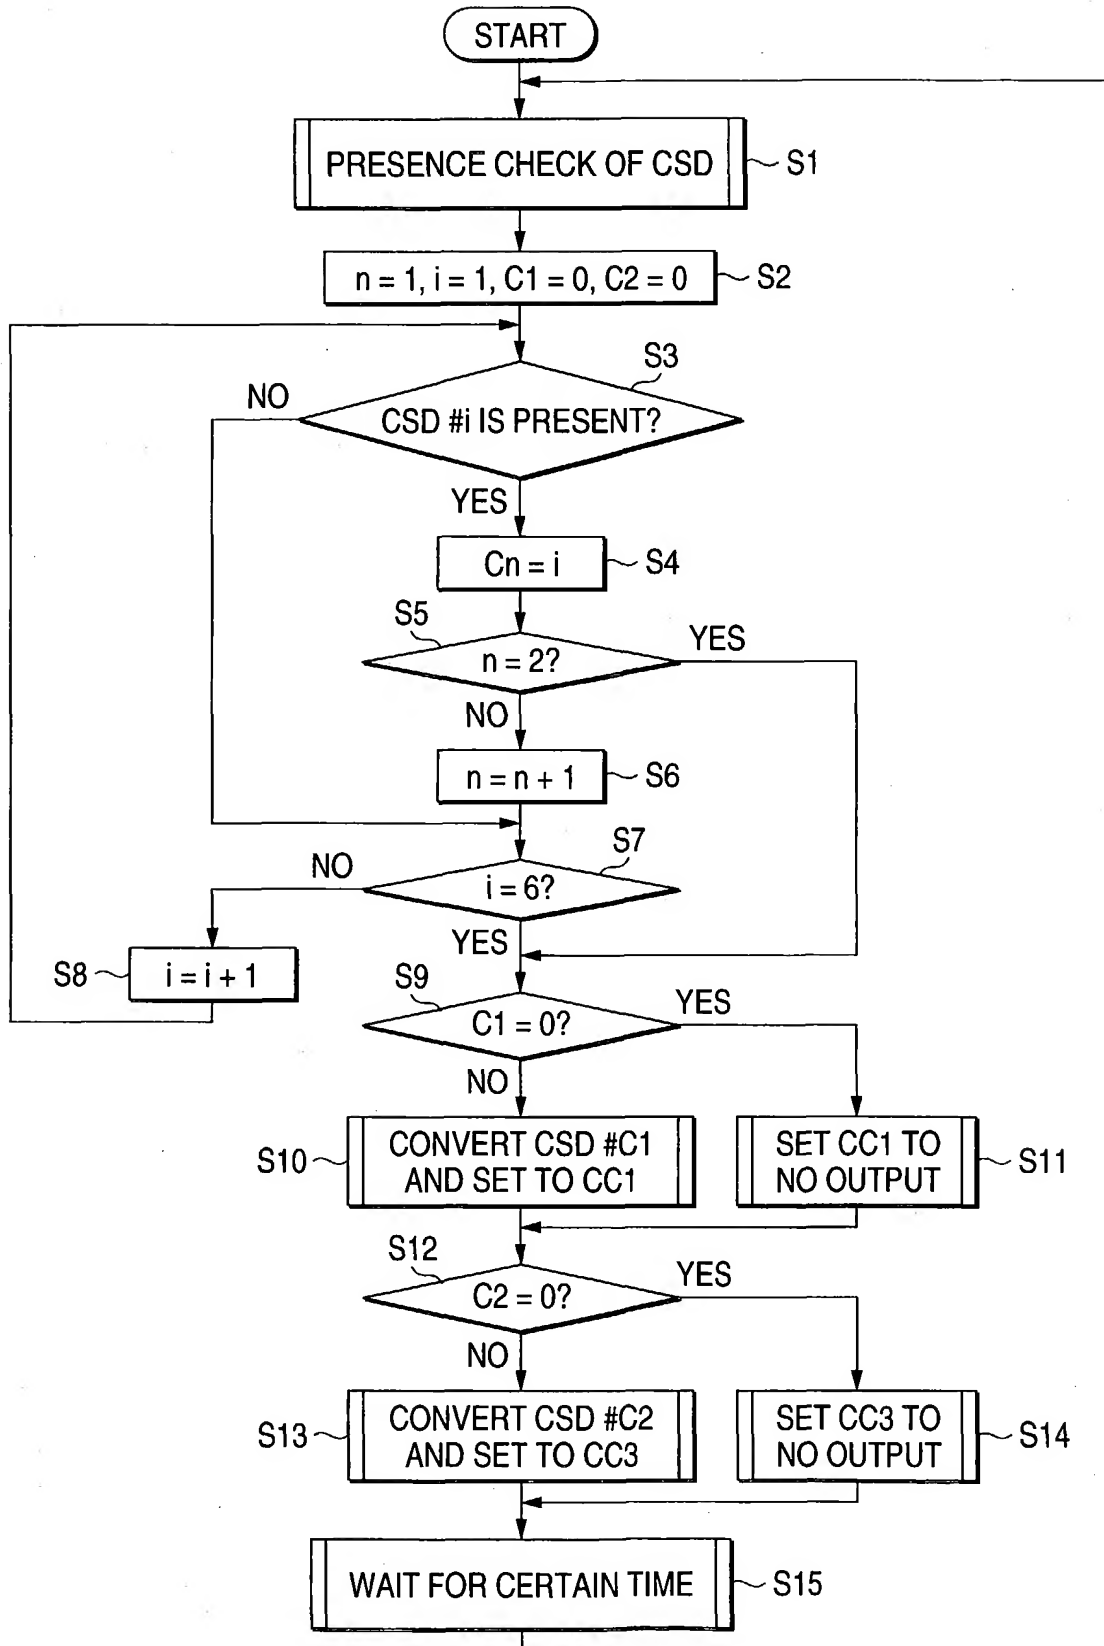 START
PRESENCE CHECK OF CSD
S1
n = 1, i = 1, C1 = 0, C2 = 0
S2
S3
NO
CSD #i IS PRESENT?
YES
Cn = i
S4
S5
n = 2?
YES
NO
n = n + 1
S6
S7
NO
i = 6?
YES
S8
i = i + 1
S9
C1 = 0?
YES
NO
S10
CONVERT CSD #C1
AND SET TO CC1
SET CC1 TO
NO OUTPUT
S11
S12
C2 = 0?
YES
NO
S13
CONVERT CSD #C2
AND SET TO CC3
SET CC3 TO
NO OUTPUT
S14
WAIT FOR CERTAIN TIME
S15